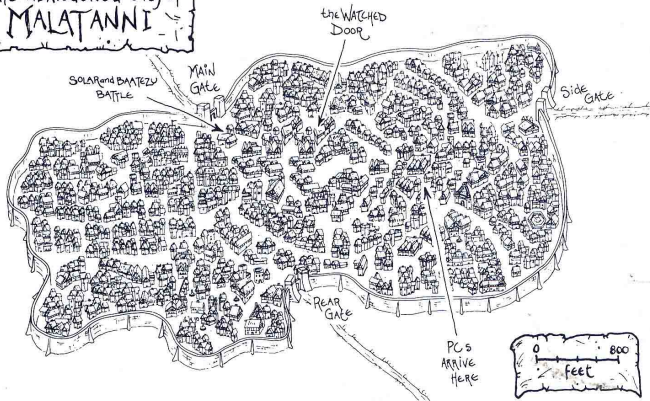 MALATANNI
the WATCHED
DOOR
SOLAR and BAATEZU
BATTLE
MAIN
GATE
Side
GATE
REAR
GATE
PCs
ARRIVE
HERE
0 800
feet